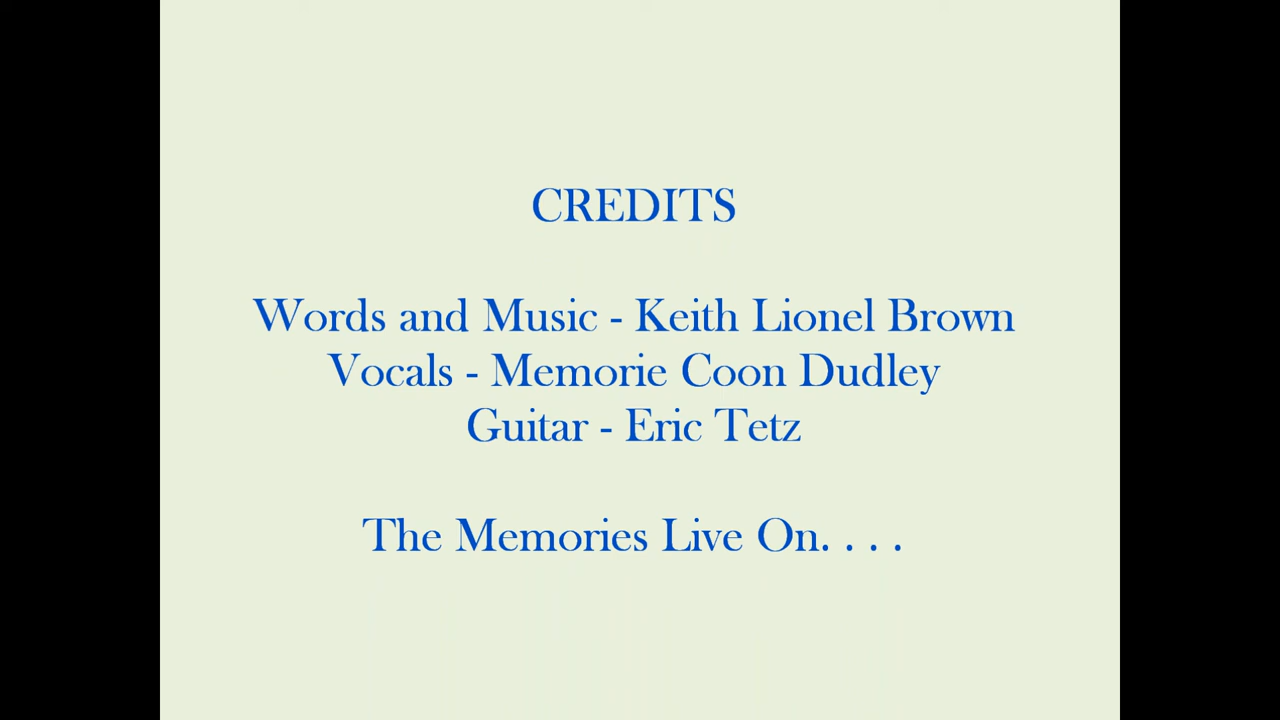 CREDITS
Words and Music - Keith Lionel Brown
Vocals - Memorie Coon Dudley
Guitar - Eric Tetz
The Memories Live On. . . .